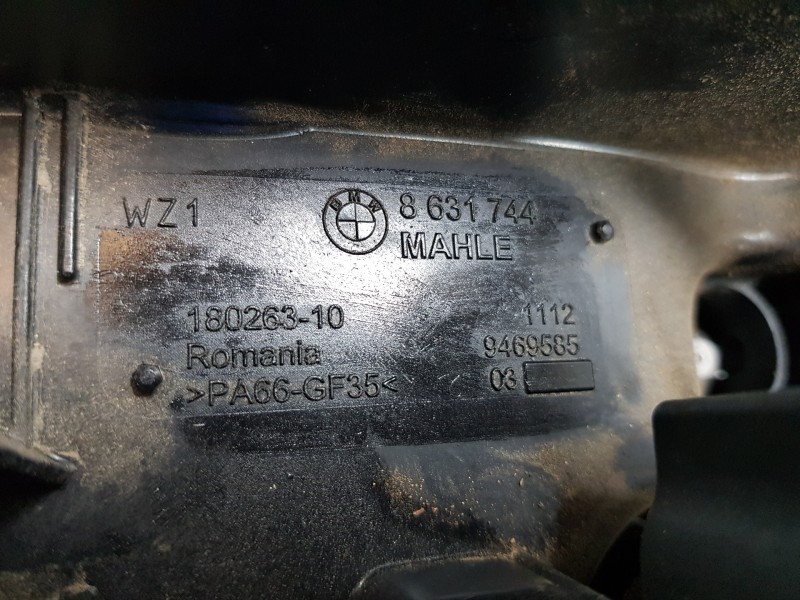 WZ1
BMW
8 631 744
MAHLE
180263-10
Romania
>PA66-GF35<
1112
9469585
03